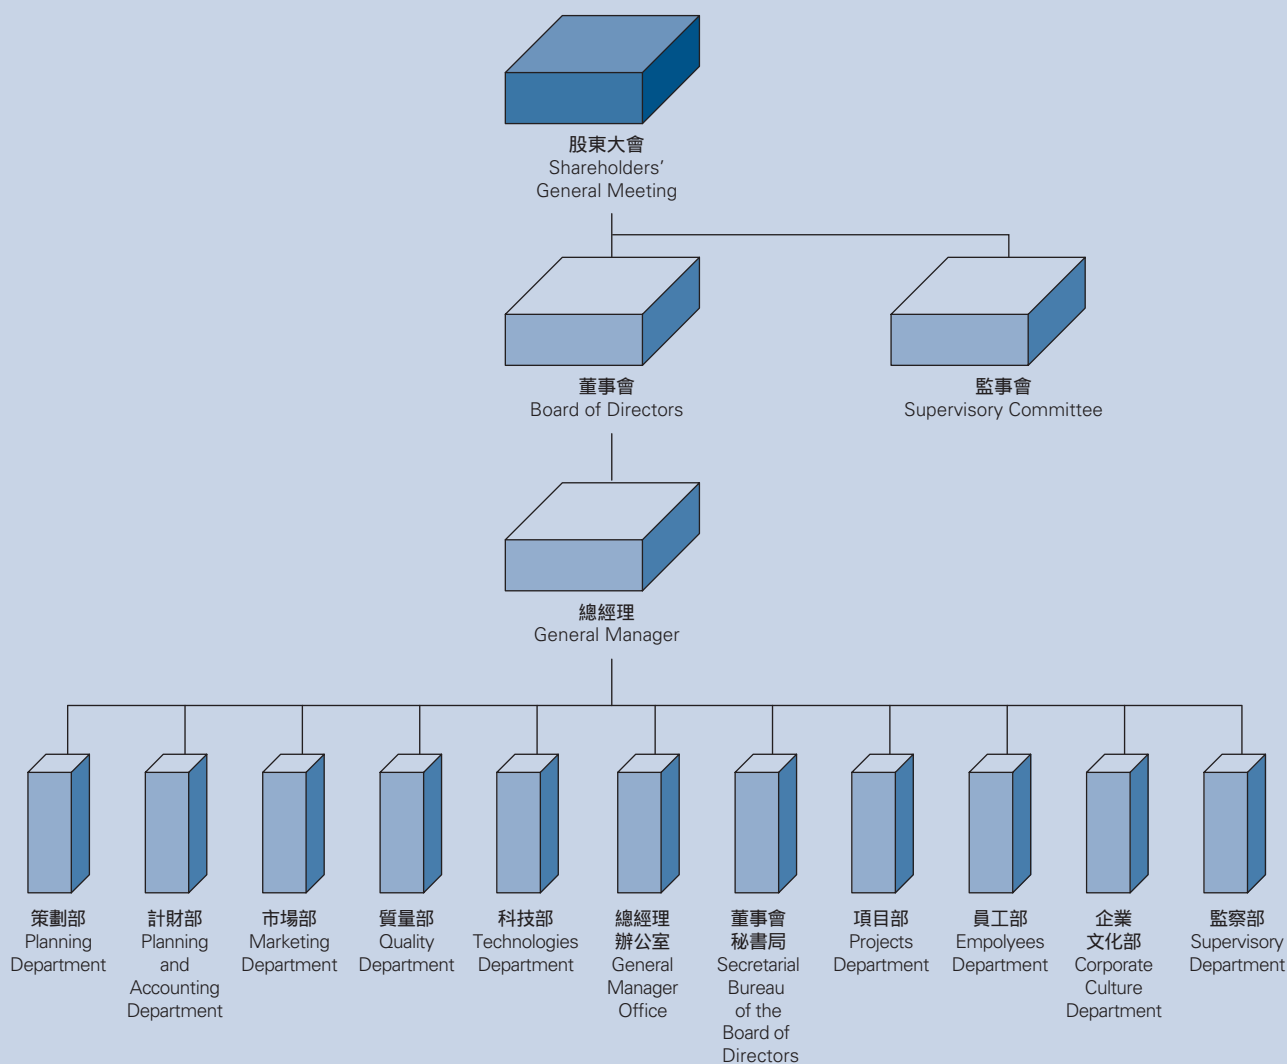 股東大會
Shareholders’
General Meeting
董事會
Board of Directors
監事會
Supervisory Committee
總經理
General Manager
策劃部
Planning
Department
計財部
Planning
and
Accounting
Department
市場部
Marketing
Department
質量部
Quality
Department
科技部
Technologies
Department
總經理
辦公室
General
Manager
Office
董事會
秘書局
Secretarial
Bureau
of the
Board of
Directors
項目部
Projects
Department
員工部
Empolyees
Department
企業
文化部
Corporate
Culture
Department
監察部
Supervisory
Department